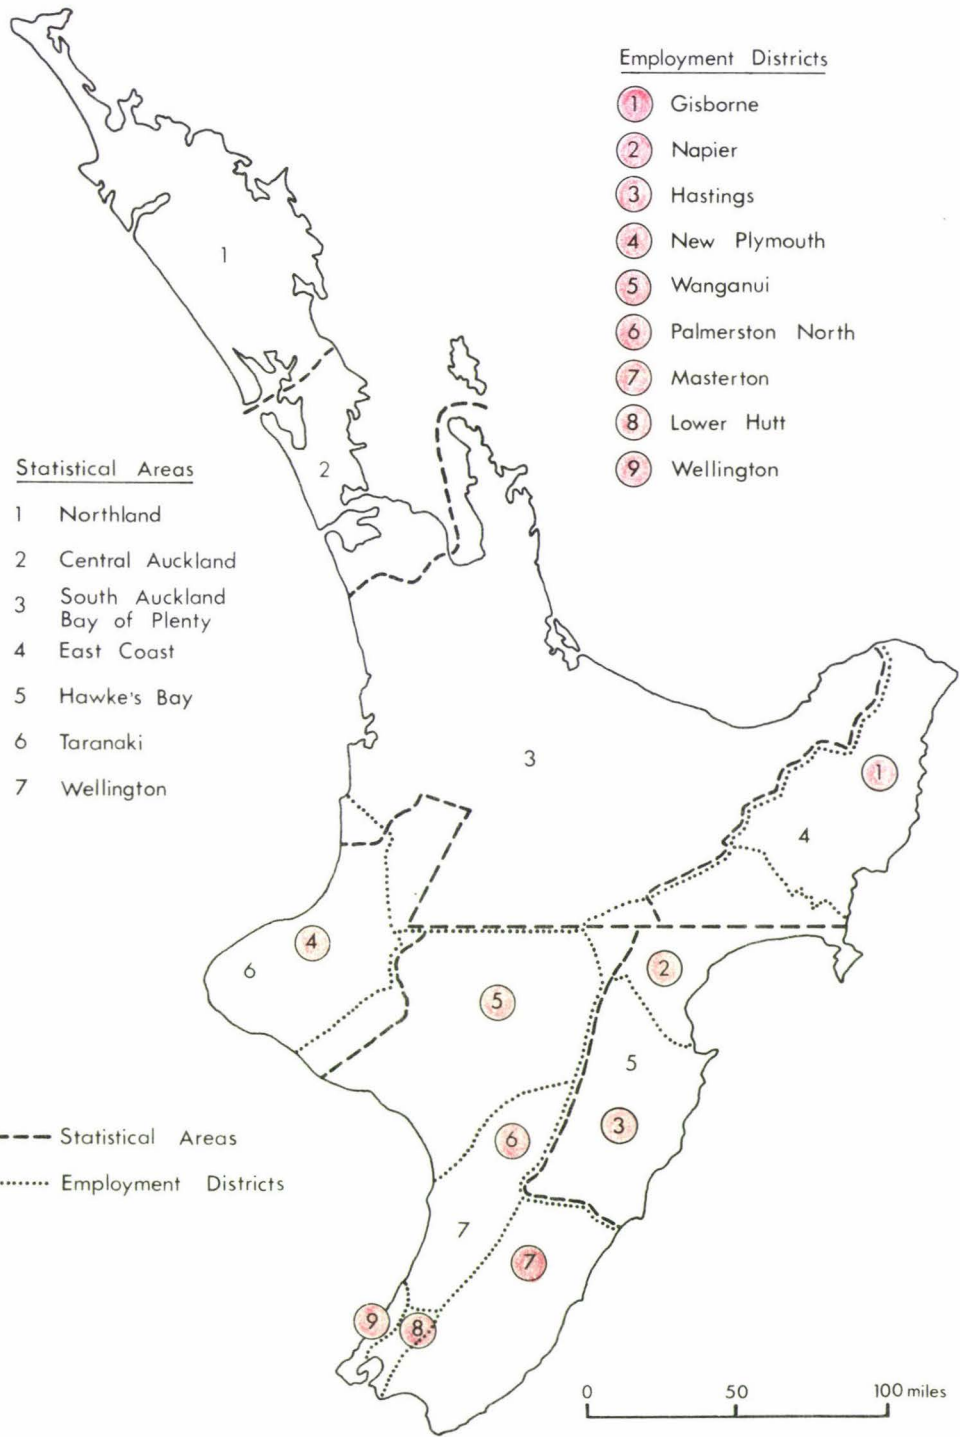 Employment Districts
1 Gisborne
2 Napier
3 Hastings
4 New Plymouth
5 Wanganui
6 Palmerston North
7 Masterton
8 Lower Hutt
9 Wellington
Statistical Areas
1 Northland
2 Central Auckland
3 South Auckland
Bay of Plenty
4 East Coast
5 Hawke's Bay
6 Taranaki
7 Wellington
1
2
3
1
4
4
6
2
5
5
3
6
7
7
9
8
Statistical Areas
Employment Districts
0 50 100 miles